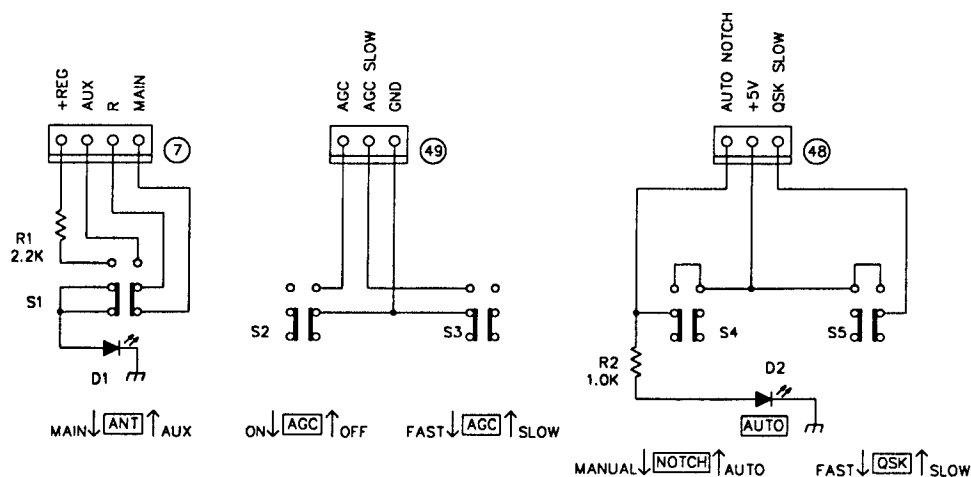 +REG AUX R MAIN
7
AGC AGC SLOW GND
49
AUTO NOTCH +5V QSK SLOW
48
R1
2.2K
S1
D1
S2
S3
S4
S5
R2
1.0K
D2
AUTO
MAIN↓ ANT ↑AUX
ON↓ AGC ↑OFF
FAST↓ AGC ↑SLOW
MANUAL↓ NOTCH ↑AUTO
FAST↓ QSK ↑SLOW